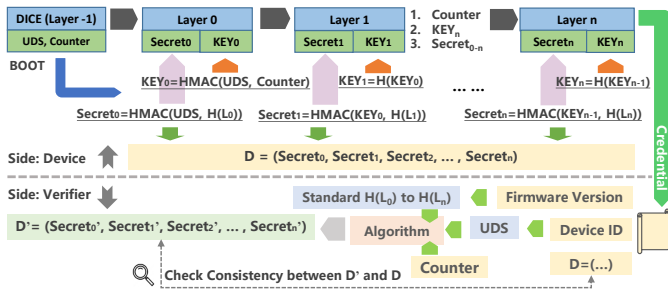 DICE (Layer -1)
UDS, Counter
BOOT
Layer 0
Secret₀
KEY₀
Layer 1
Secret₁
KEY₁
1. Counter
2. KEYₙ
3. Secret₀₋ₙ
Layer n
Secretₙ
KEYₙ
KEY₀=HMAC(UDS, Counter)
KEY₁=H(KEY₀)
... ...
KEYₙ=H(KEYₙ₋₁)
Secret₀=HMAC(UDS, H(L₀))
Secret₁=HMAC(KEY₀, H(L₁))
Secretₙ=HMAC(KEYₙ₋₁, H(Lₙ))
Credential
Side: Device
D = (Secret₀, Secret₁, Secret₂, ... , Secretₙ)
Side: Verifier
Standard H(L₀) to H(Lₙ)
Firmware Version
D'= (Secret₀', Secret₁', Secret₂', ... , Secretₙ')
Algorithm
UDS
Device ID
Counter
D=(...)
Check Consistency between D' and D